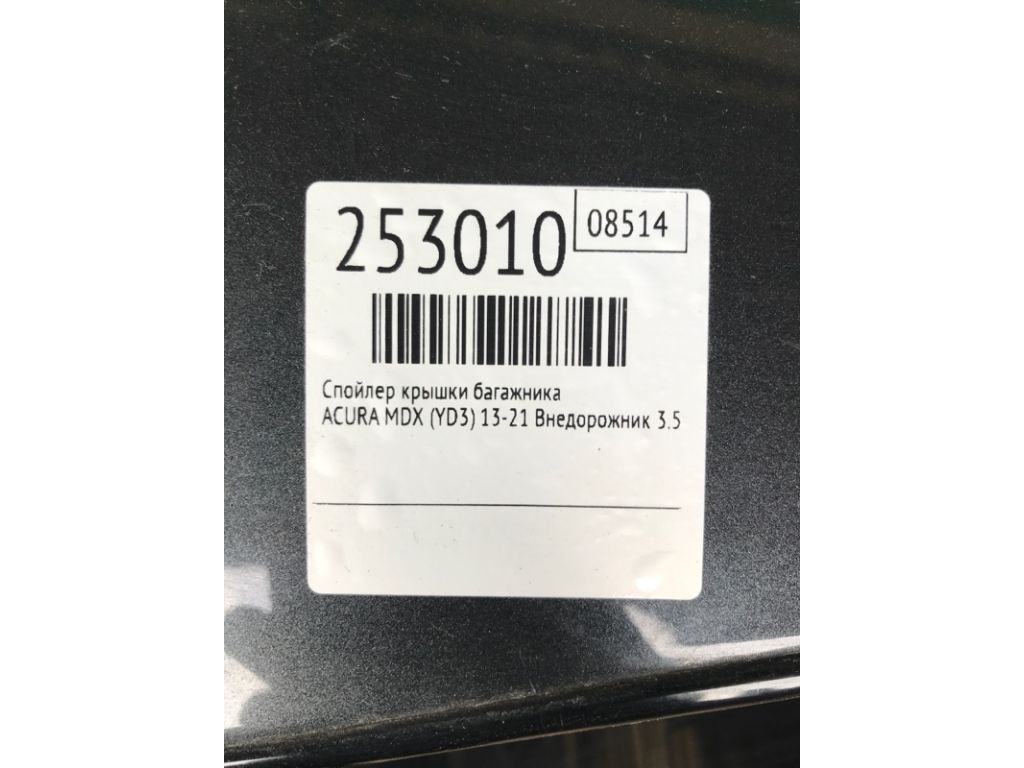 253010
08514
Спойлер крышки багажника
ACURA MDX (YD3) 13-21 Внедорожник 3.5